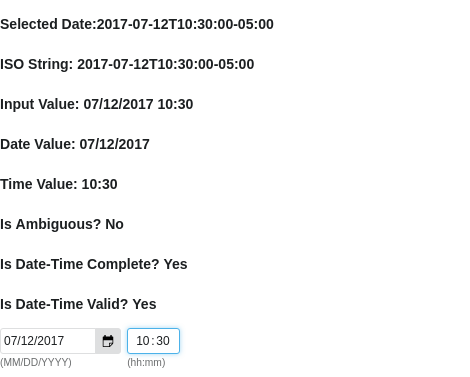 Selected Date:2017-07-12T10:30:00-05:00
ISO String: 2017-07-12T10:30:00-05:00
Input Value: 07/12/2017 10:30
Date Value: 07/12/2017
Time Value: 10:30
Is Ambiguous? No
Is Date-Time Complete? Yes
Is Date-Time Valid? Yes
07/12/2017 10:30
(MM/DD/YYYY) (hh:mm)